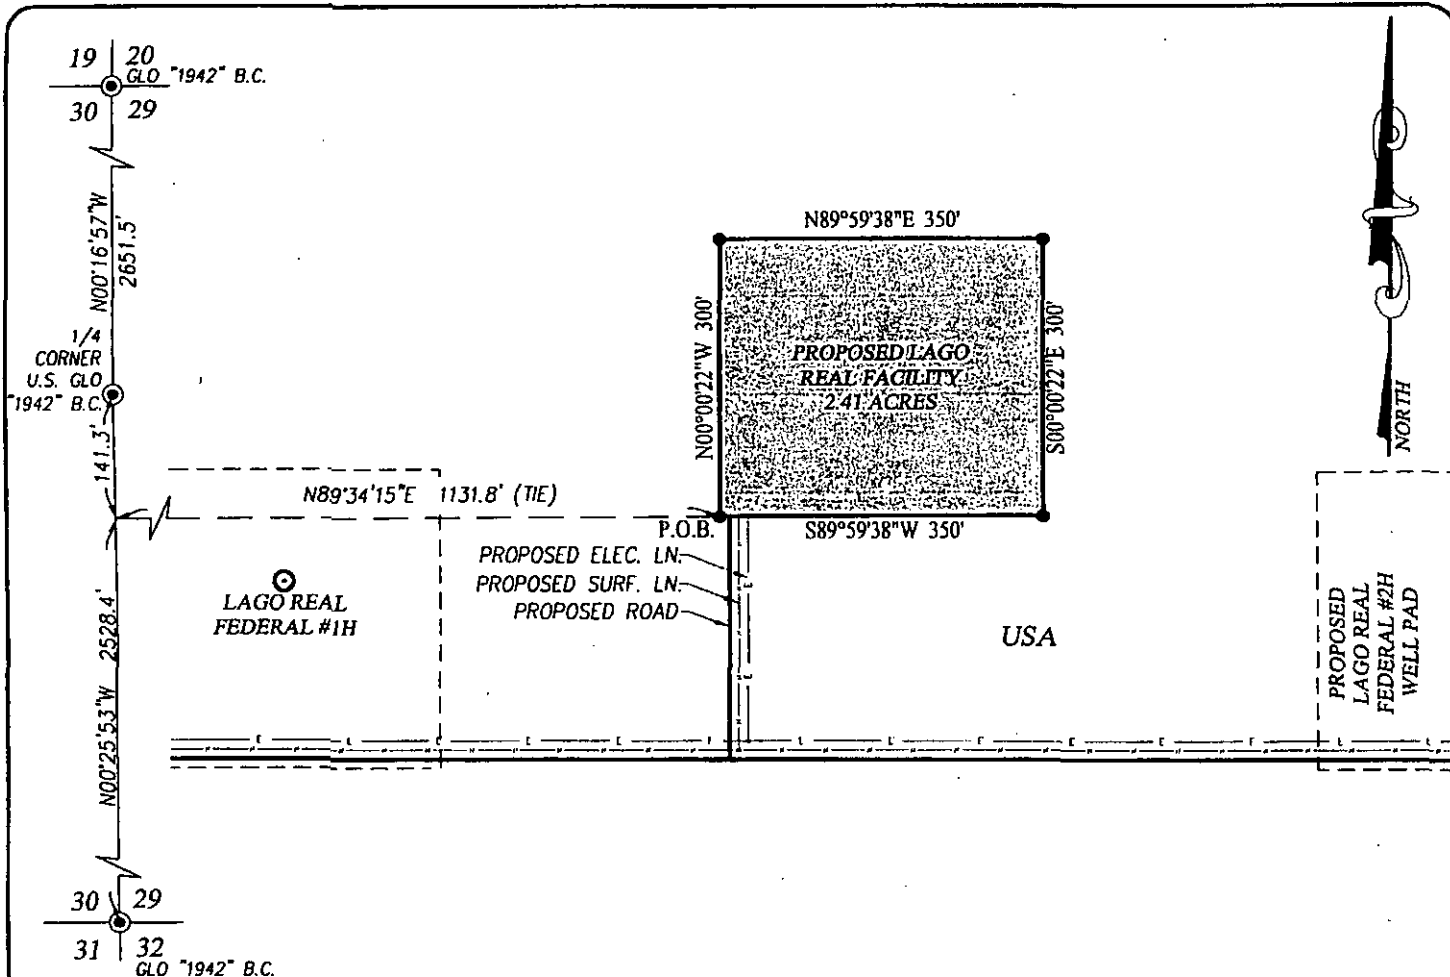 19 20
GLO "1942" B.C.
30 29
N00°16'57"W
2651.5'
1/4
CORNER
U.S. GLO
"1942" B.C.
141.3'
N89°34'15"E 1131.8' (TIE)
N89°59'38"E 350'
N00°00'22"W 300'
PROPOSED LAGO
REAL FACILITY
2.41 ACRES
S00°00'22"E 300'
S89°59'38"W 350'
P.O.B.
NORTH
PROPOSED ELEC. LN.
PROPOSED SURF. LN.
PROPOSED ROAD
LAGO REAL
FEDERAL #1H
USA
PROPOSED
LAGO REAL
FEDERAL #2H
WELL PAD
N00°25'53"W 2528.4'
30 29
31 32
GLO "1942" B.C.